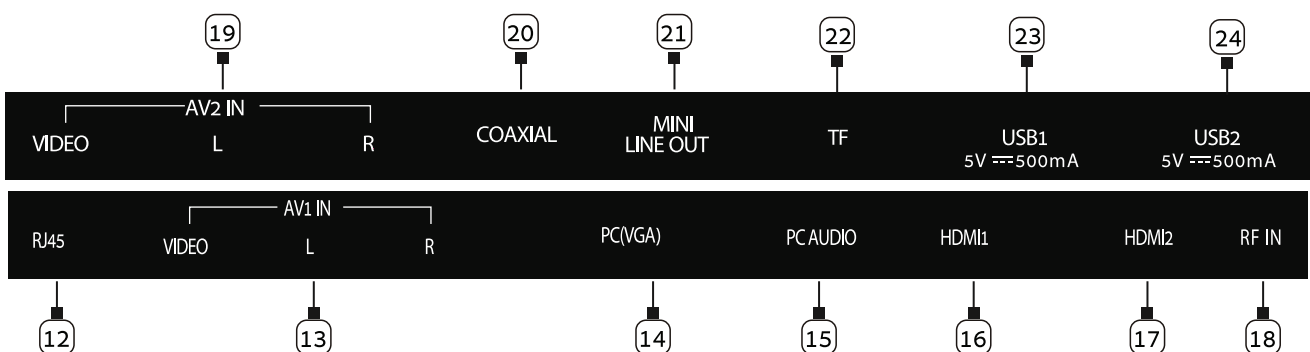 19 20 21 22 23 24
AV2 IN
VIDEO L R COAXIAL MINI LINE OUT TF USB1 USB2
5V ⎓500mA 5V ⎓500mA
AV1 IN
RJ45 VIDEO L R PC(VGA) PC AUDIO HDMI1 HDMI2 RF IN
12 13 14 15 16 17 18